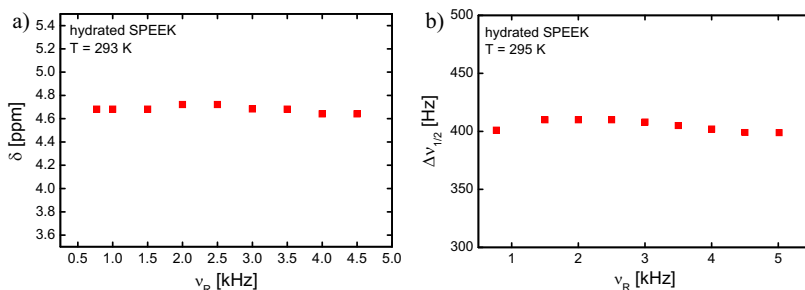 a)
hydrated SPEEK
T = 293 K
δ [ppm]
5.4
5.2
5.0
4.8
4.6
4.4
4.2
4.0
3.8
3.6
0.5 1.0 1.5 2.0 2.5 3.0 3.5 4.0 4.5 5.0
ν_R [kHz]
b)
hydrated SPEEK
T = 295 K
Δν_1/2 [Hz]
500
450
400
350
300
1 2 3 4 5
ν_R [kHz]